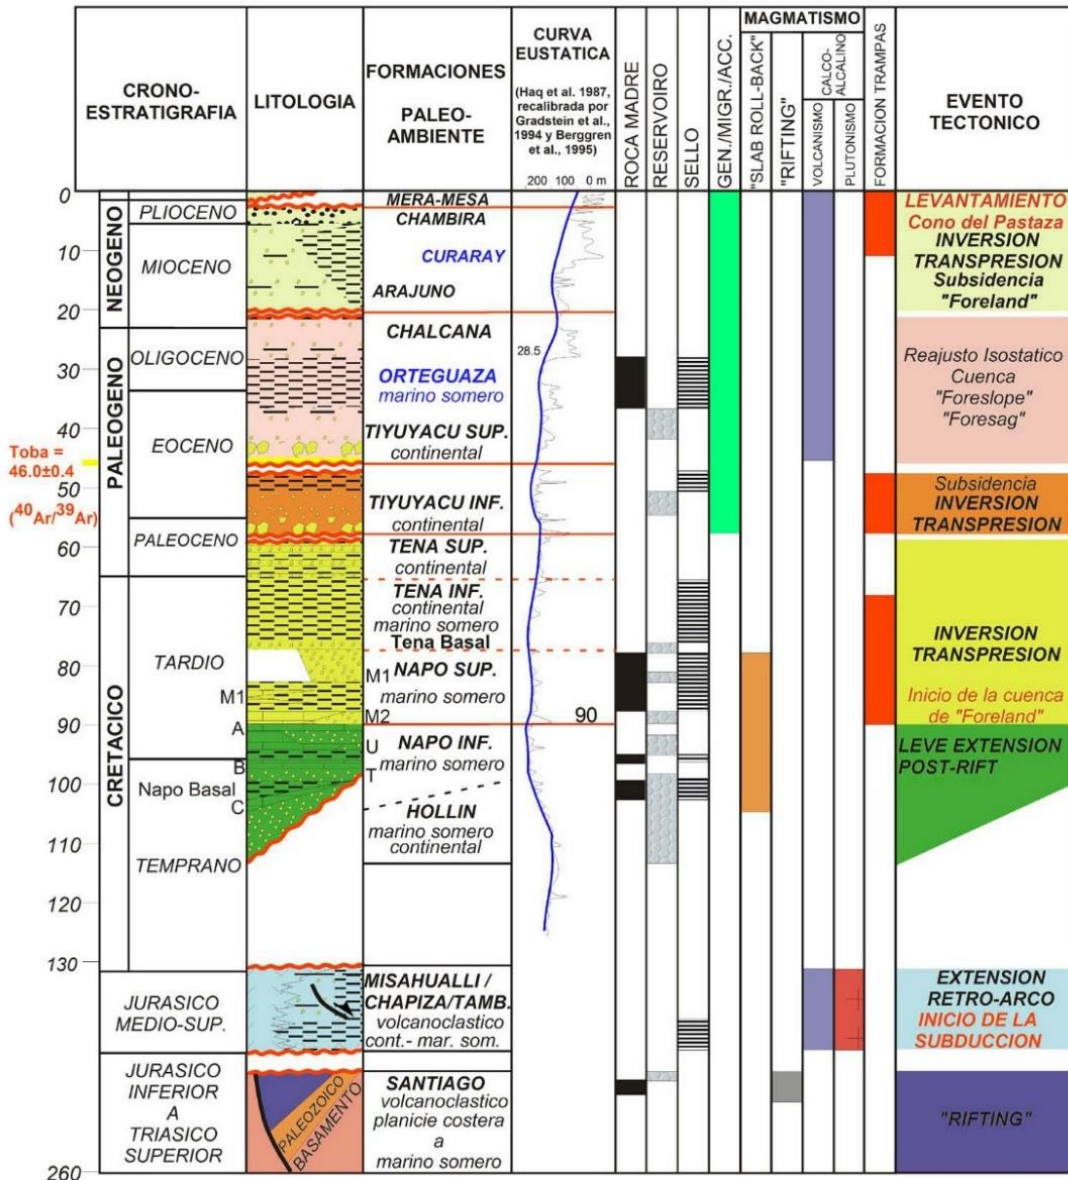 CRONO-
ESTRATIGRAFIA
LITOLOGIA
FORMACIONES
PALEO-
AMBIENTE
CURVA
EUSTATICA
(Haq et al. 1987,
recalibrada por
Gradstein et al.,
1994 y Berggren
et al., 1995)
200 100 0 m
ROCA MADRE
RESERVOIRO
SELLO
GEN./MIGR./ACC.
MAGMATISMO
"SLAB ROLL-BACK"
"RIFTING"
CALCO-
ALCALINO
VOLCANISMO
PLUTONISMO
FORMACION TRAMPAS
EVENTO
TECTONICO
0
10
20
30
40
50
60
70
80
90
100
110
120
130
260
Toba =
46.0±0.4
(40Ar/39Ar)
NEOGENO
PALEOGENO
CRETACICO
PLIOCENO
MIOCENO
OLIGOCENO
EOCENO
PALEOCENO
TARDIO
M1
A
B
Napo Basal
C
TEMPRANO
JURASICO
MEDIO-SUP.
JURASICO
INFERIOR
A
TRIASICO
SUPERIOR
PALEOZOICO
BASAMENTO
MERA-MESA
CHAMBIRA
CURARAY
ARAJUNO
CHALCANA
ORTEGUAZA
marino somero
TIYUYACU SUP.
continental
TIYUYACU INF.
continental
TENA SUP.
continental
TENA INF.
continental
marino somero
Tena Basal
M1 NAPO SUP.
marino somero
M2
U NAPO INF.
marino somero
T
HOLLIN
marino somero
continental
MISAHUALLI /
CHAPIZA/TAMB.
volcanoclastico
cont.- mar. som.
SANTIAGO
volcanoclastico
planicie costera
a
marino somero
28.5
90
LEVANTAMIENTO
Cono del Pastaza
INVERSION
TRANSPRESION
Subsidencia
"Foreland"
Reajusto Isostatico
Cuenca
"Foreslope"
"Foresag"
Subsidencia
INVERSION
TRANSPRESION
INVERSION
TRANSPRESION
Inicio de la cuenca
de "Foreland"
LEVE EXTENSION
POST-RIFT
EXTENSION
RETRO-ARCO
INICIO DE LA
SUBDUCCION
"RIFTING"